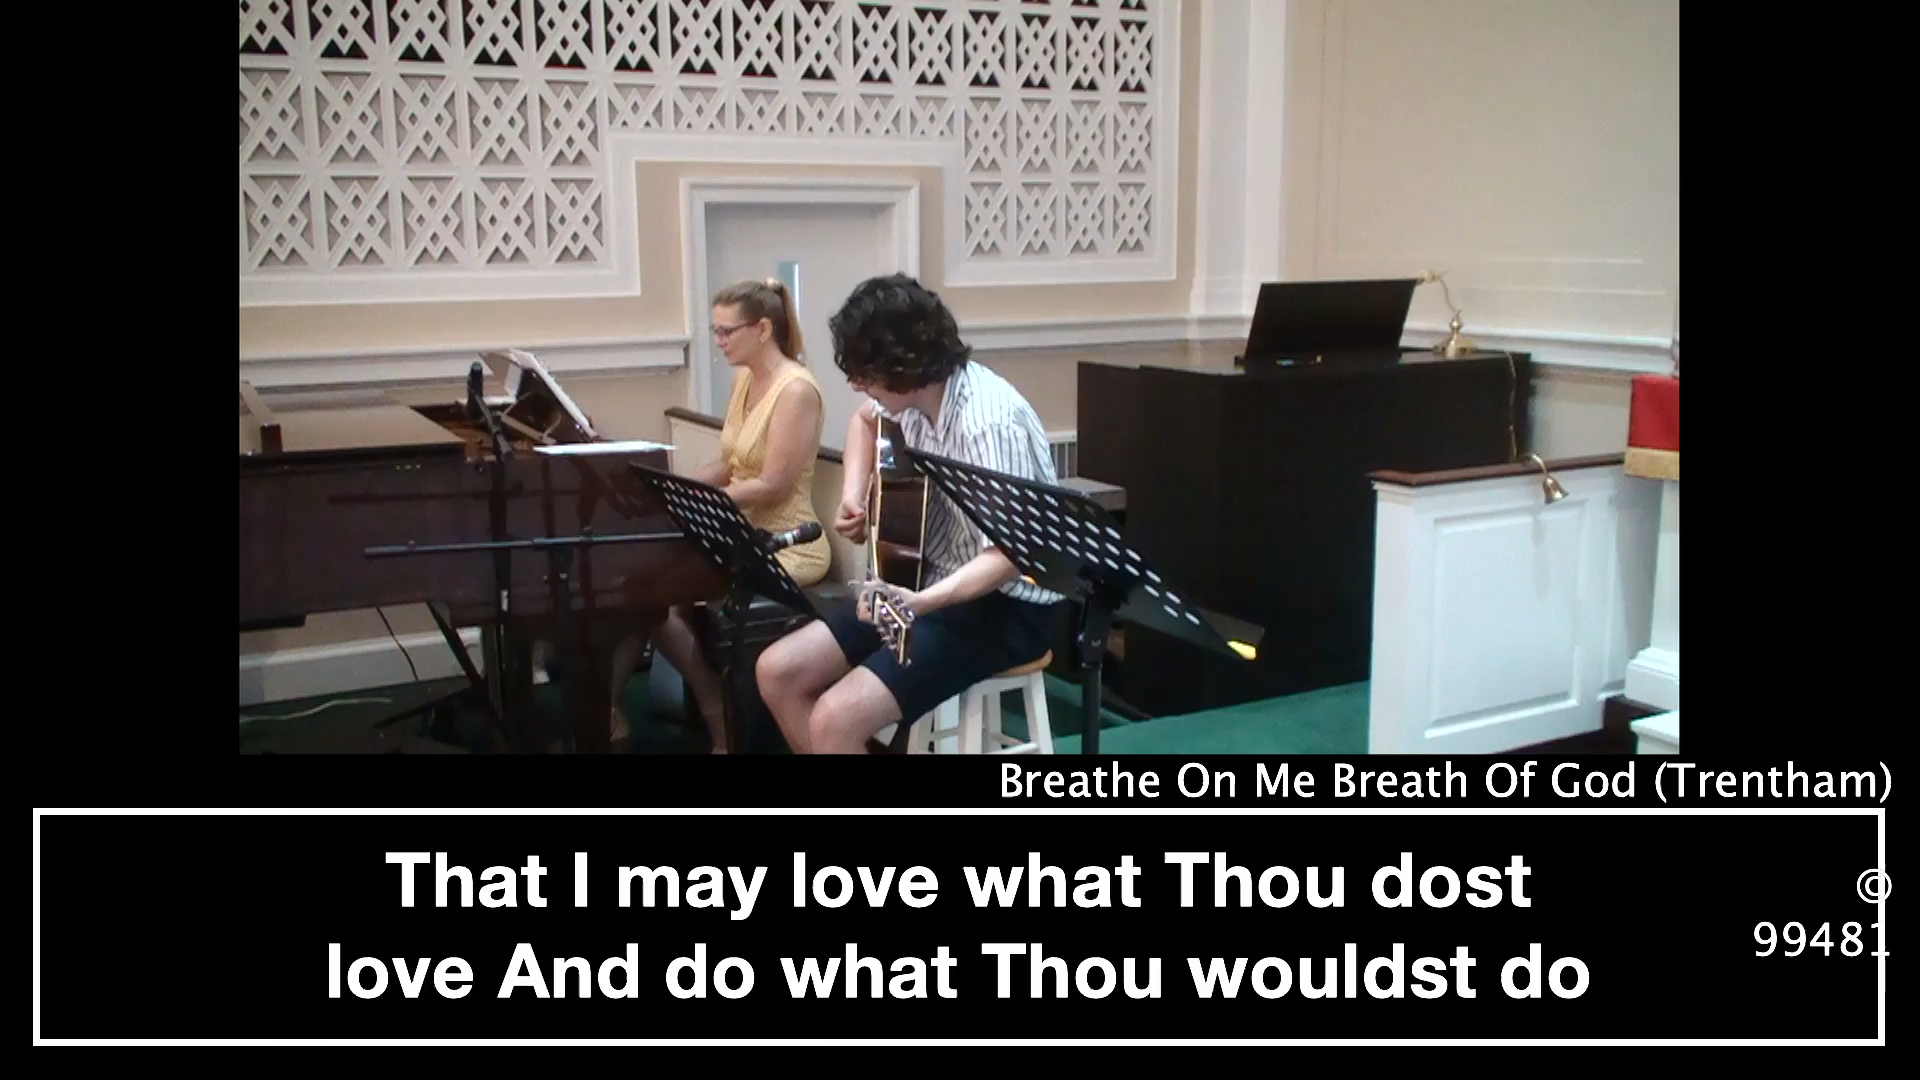 Breathe On Me Breath Of God (Trentham)
That I may love what Thou dost
love And do what Thou wouldst do
©
99481